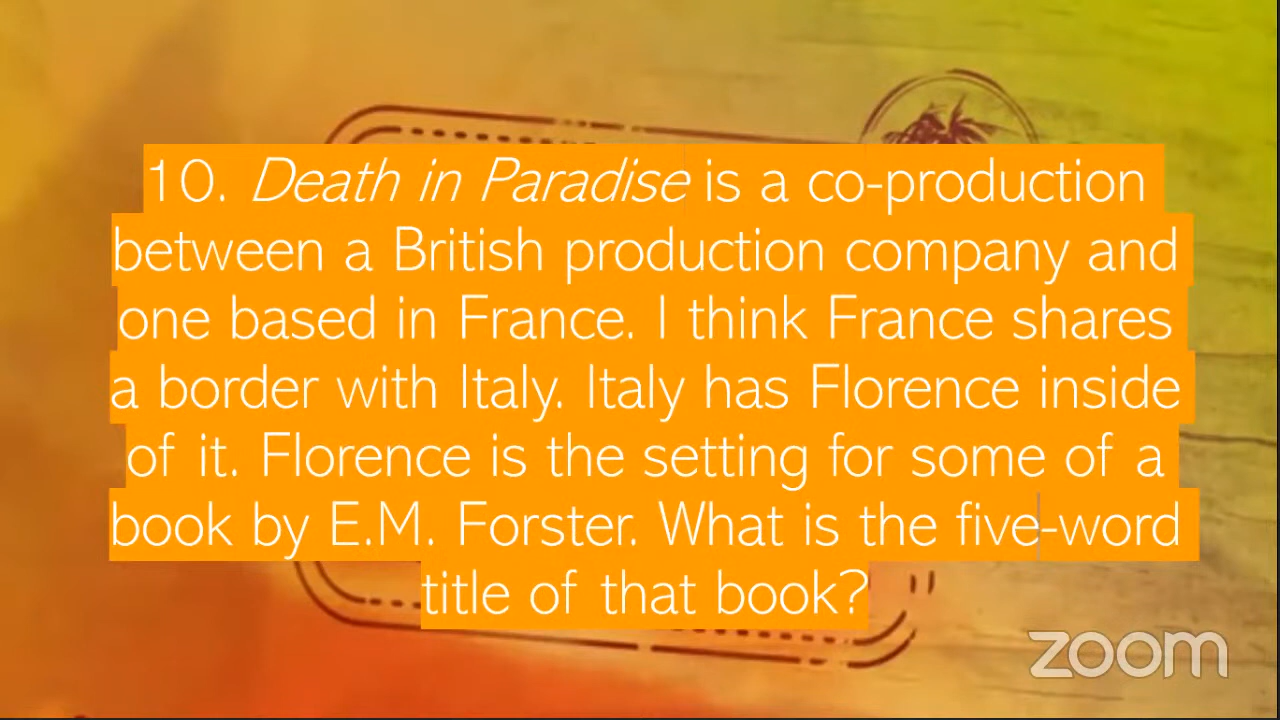 10. Death in Paradise is a co-production
between a British production company and
one based in France. I think France shares
a border with Italy. Italy has Florence inside
of it. Florence is the setting for some of a
book by E.M. Forster. What is the five-word
title of that book?
zoom